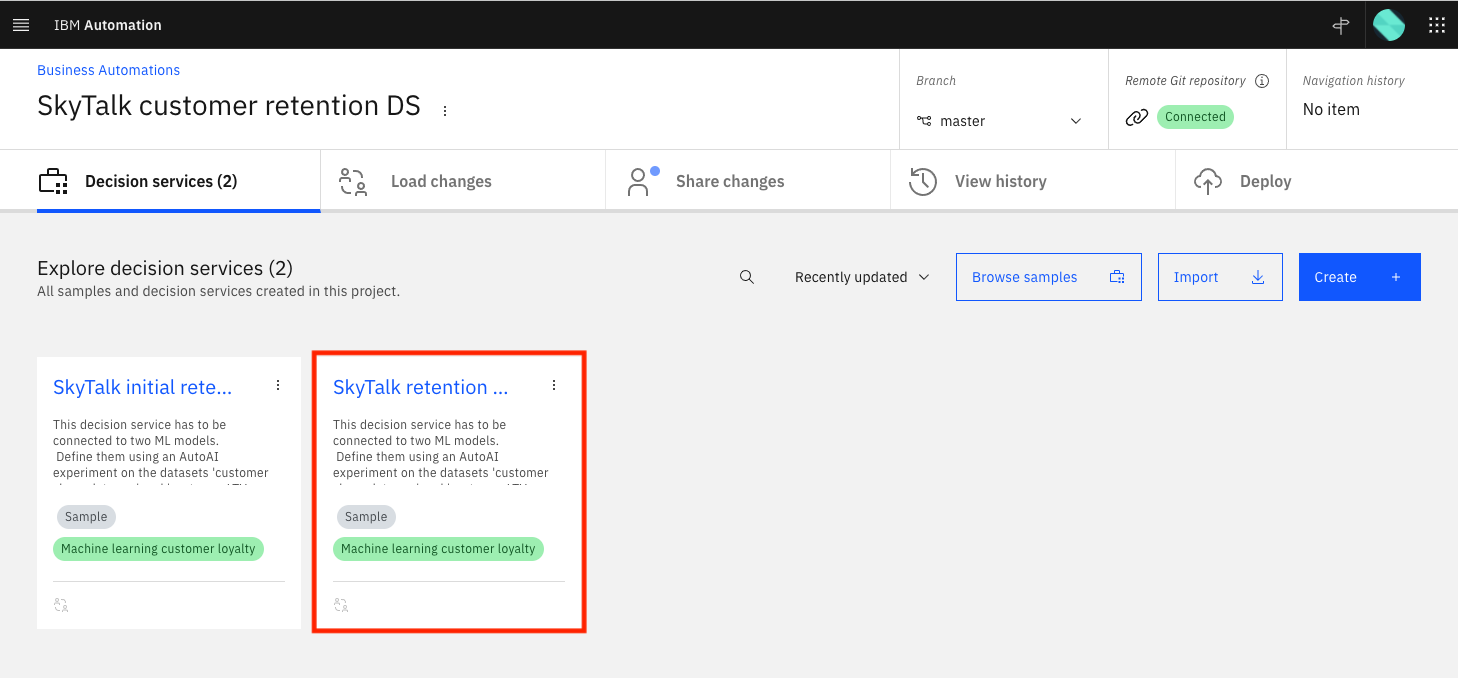 IBM Automation
Business Automations
SkyTalk customer retention DS
Branch
master
Remote Git repository
Connected
Navigation history
No item
Decision services (2)
Load changes
Share changes
View history
Deploy
Explore decision services (2)
All samples and decision services created in this project.
Recently updated
Browse samples
Import
Create
SkyTalk initial rete...
This decision service has to be
connected to two ML models.
Define them using an AutoAI
experiment on the datasets 'customer
Sample
Machine learning customer loyalty
SkyTalk retention ...
This decision service has to be
connected to two ML models.
Define them using an AutoAI
experiment on the datasets 'customer
Sample
Machine learning customer loyalty